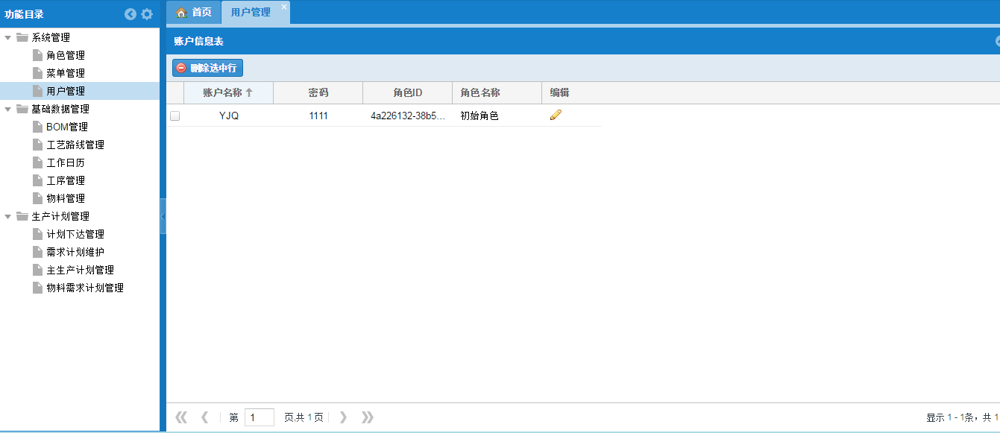 功能目录
系统管理
角色管理
菜单管理
用户管理
基础数据管理
BOM管理
工艺路线管理
工作日历
工序管理
物料管理
生产计划管理
计划下达管理
需求计划维护
主生产计划管理
物料需求计划管理
首页 用户管理
账户信息表
删除选中行
账户名称 密码 角色ID 角色名称 编辑
YJQ 1111 4a226132-38b5... 初始角色
第 1 页,共 1 页
显示 1 - 1条，共 1